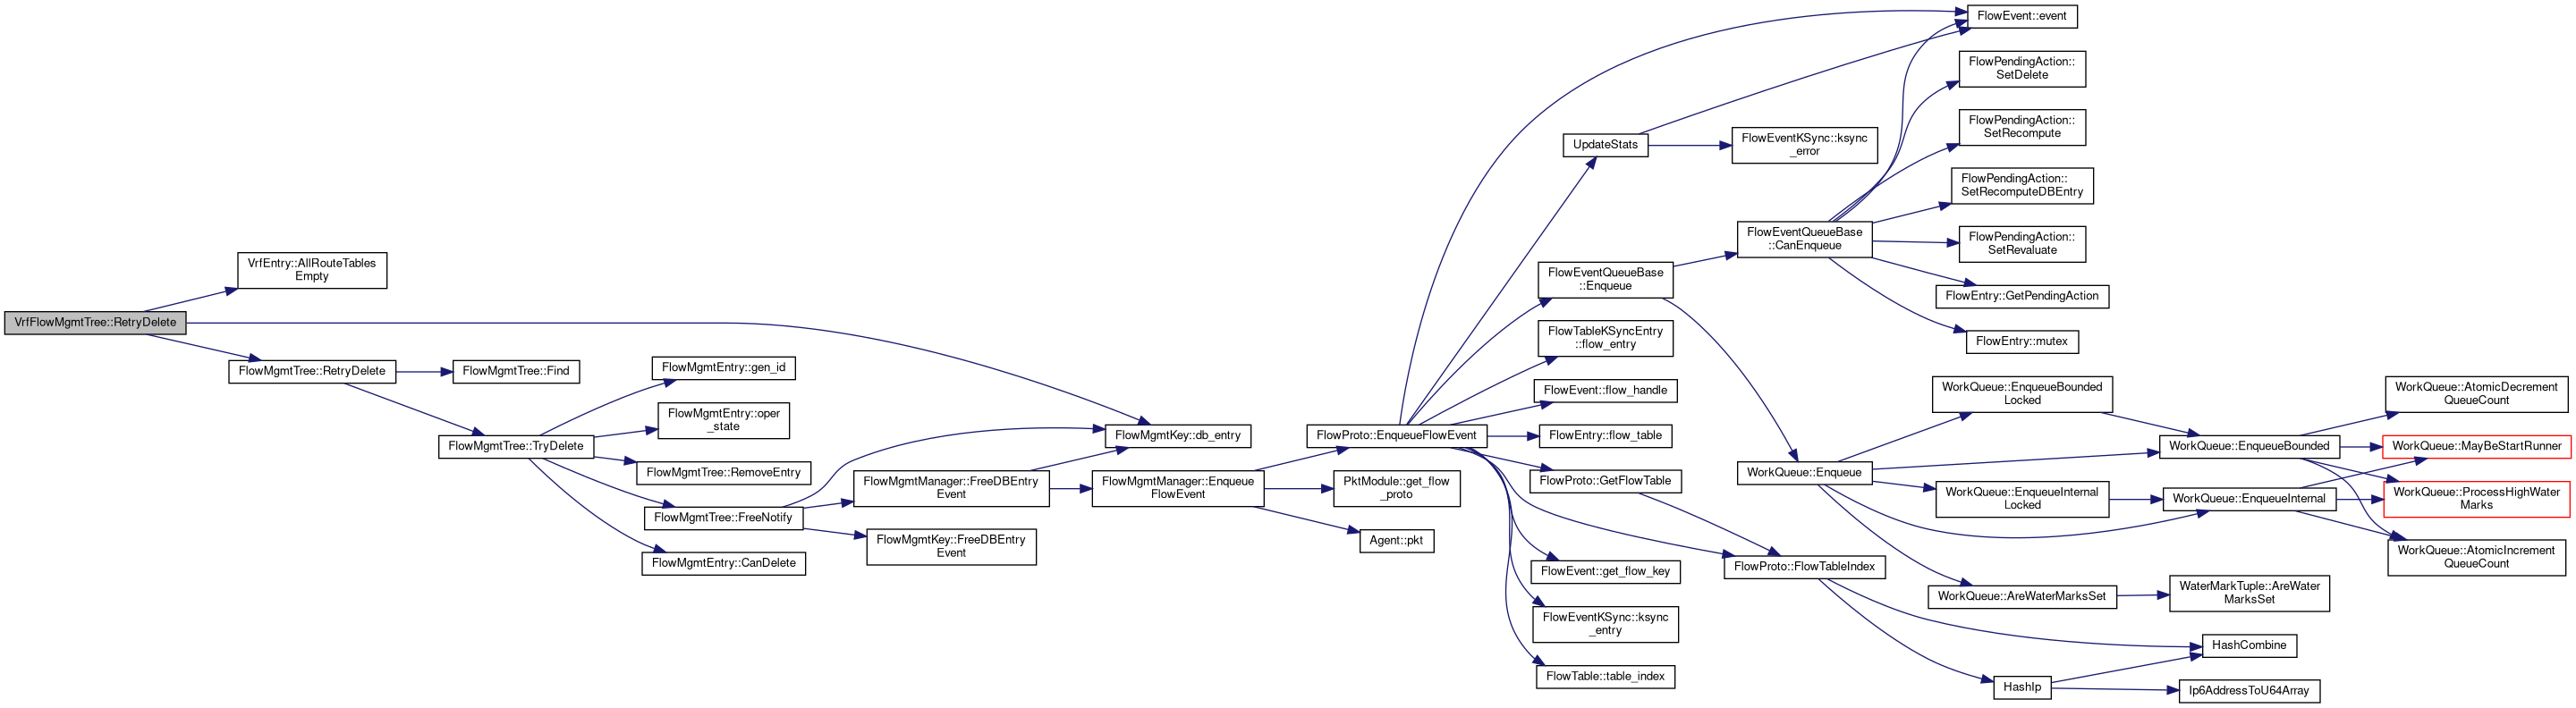 VrfFlowMgmtTree::RetryDelete
VrfEntry::AllRouteTables
Empty
FlowMgmtTree::RetryDelete
FlowMgmtTree::Find
FlowMgmtTree::TryDelete
FlowMgmtEntry::gen_id
FlowMgmtEntry::oper
_state
FlowMgmtTree::RemoveEntry
FlowMgmtTree::FreeNotify
FlowMgmtEntry::CanDelete
FlowMgmtManager::FreeDBEntry
Event
FlowMgmtKey::FreeDBEntry
Event
FlowMgmtKey::db_entry
FlowMgmtManager::Enqueue
FlowEvent
FlowProto::EnqueueFlowEvent
PktModule::get_flow
_proto
Agent::pkt
UpdateStats
FlowEventQueueBase
::Enqueue
FlowTableKSyncEntry
::flow_entry
FlowEvent::flow_handle
FlowEntry::flow_table
FlowProto::GetFlowTable
FlowEvent::get_flow_key
FlowEventKSync::ksync
_entry
FlowTable::table_index
FlowEventKSync::ksync
_error
FlowEventQueueBase
::CanEnqueue
WorkQueue::Enqueue
FlowProto::FlowTableIndex
FlowEvent::event
FlowPendingAction::
SetDelete
FlowPendingAction::
SetRecompute
FlowPendingAction::
SetRecomputeDBEntry
FlowPendingAction::
SetRevaluate
FlowEntry::GetPendingAction
FlowEntry::mutex
WorkQueue::EnqueueBounded
Locked
WorkQueue::EnqueueInternal
Locked
WorkQueue::AreWaterMarksSet
HashIp
WorkQueue::EnqueueBounded
WorkQueue::EnqueueInternal
WaterMarkTuple::AreWater
MarksSet
HashCombine
Ip6AddressToU64Array
WorkQueue::AtomicDecrement
QueueCount
WorkQueue::MayBeStartRunner
WorkQueue::ProcessHighWater
Marks
WorkQueue::AtomicIncrement
QueueCount